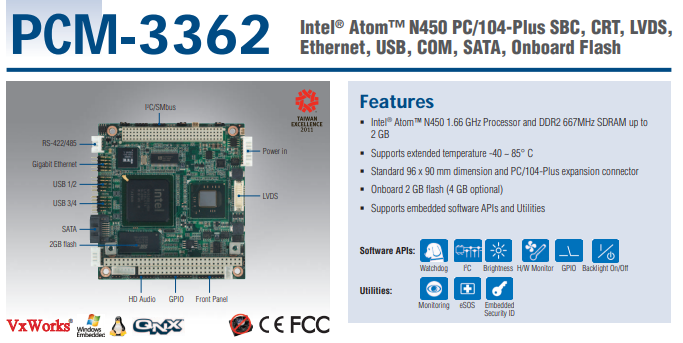 PCM-3362
Intel® Atom™ N450 PC/104-Plus SBC, CRT, LVDS,
Ethernet, USB, COM, SATA, Onboard Flash
I²C/SMbus
TAIWAN
EXCELLENCE
2011
RS-422/485
Power in
Gigabit Ethernet
USB 1/2
USB 3/4
LVDS
SATA
2GB flash
intel
HD Audio
GPIO
Front Panel
VxWorks®
Windows
Embedded
QNX
CE FCC
Features
▪ Intel® Atom™ N450 1.66 GHz Processor and DDR2 667MHz SDRAM up to
2 GB
▪ Supports extended temperature -40 ~ 85° C
▪ Standard 96 x 90 mm dimension and PC/104-Plus expansion connector
▪ Onboard 2 GB flash (4 GB optional)
▪ Supports embedded software APIs and Utilities
Software APIs:
Watchdog
I²C
Brightness
H/W Monitor
GPIO
Backlight On/Off
Utilities:
Monitoring
eSOS
Embedded
Security ID